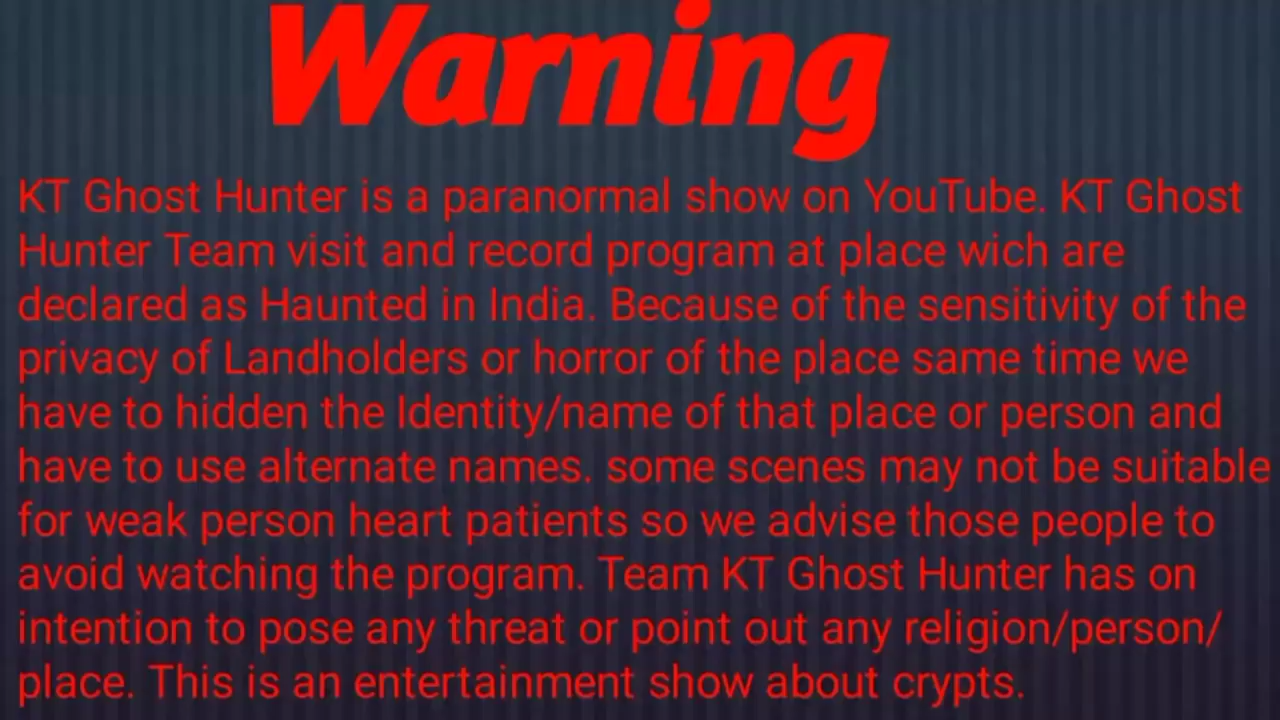 Warning
KT Ghost Hunter is a paranormal show on YouTube. KT Ghost
Hunter Team visit and record program at place wich are
declared as Haunted in India. Because of the sensitivity of the
privacy of Landholders or horror of the place same time we
have to hidden the Identity/name of that place or person and
have to use alternate names. some scenes may not be suitable
for weak person heart patients so we advise those people to
avoid watching the program. Team KT Ghost Hunter has on
intention to pose any threat or point out any religion/person/
place. This is an entertainment show about crypts.